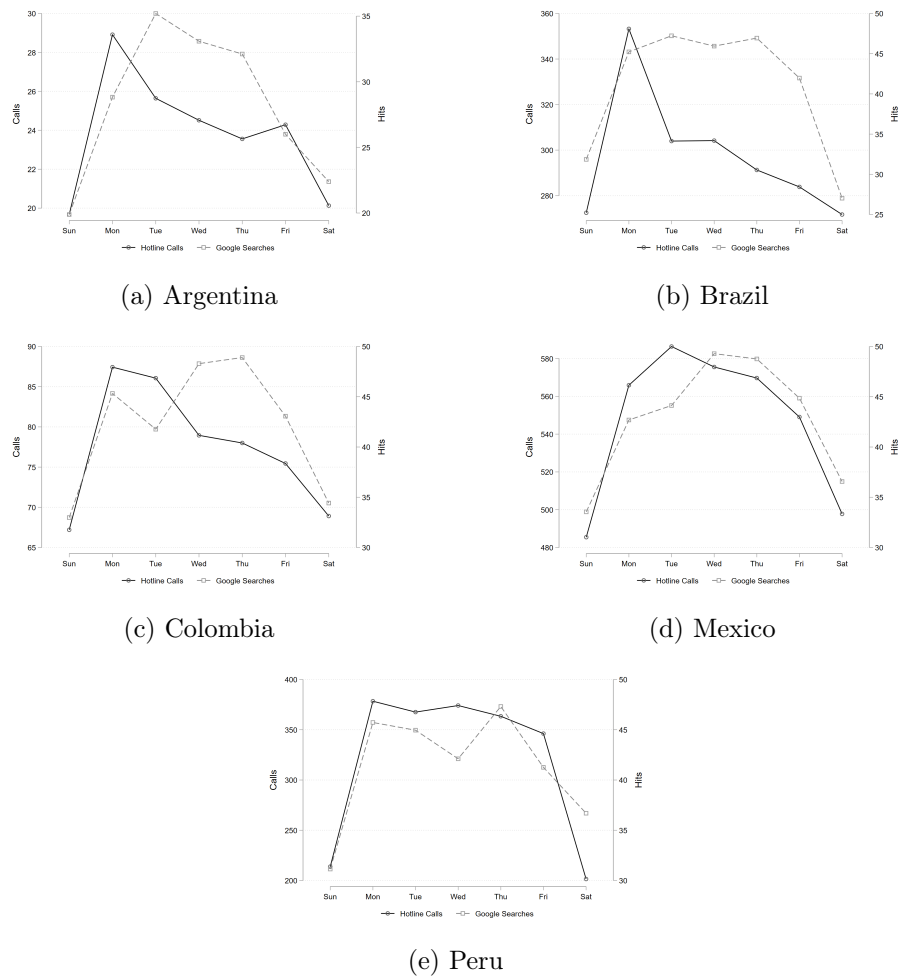 30
28
26
24
22
20
Calls
35
30
25
20
Hits
Sun Mon Tue Wed Thu Fri Sat
Hotline Calls Google Searches
(a) Argentina
360
340
320
300
280
Calls
50
45
40
35
30
25
Hits
Sun Mon Tue Wed Thu Fri Sat
Hotline Calls Google Searches
(b) Brazil
90
85
80
75
70
65
Calls
50
45
40
35
30
Hits
Sun Mon Tue Wed Thu Fri Sat
Hotline Calls Google Searches
(c) Colombia
580
560
540
520
500
480
Calls
50
45
40
35
30
Hits
Sun Mon Tue Wed Thu Fri Sat
Hotline Calls Google Searches
(d) Mexico
400
350
300
250
200
Calls
50
45
40
35
30
Hits
Sun Mon Tue Wed Thu Fri Sat
Hotline Calls Google Searches
(e) Peru